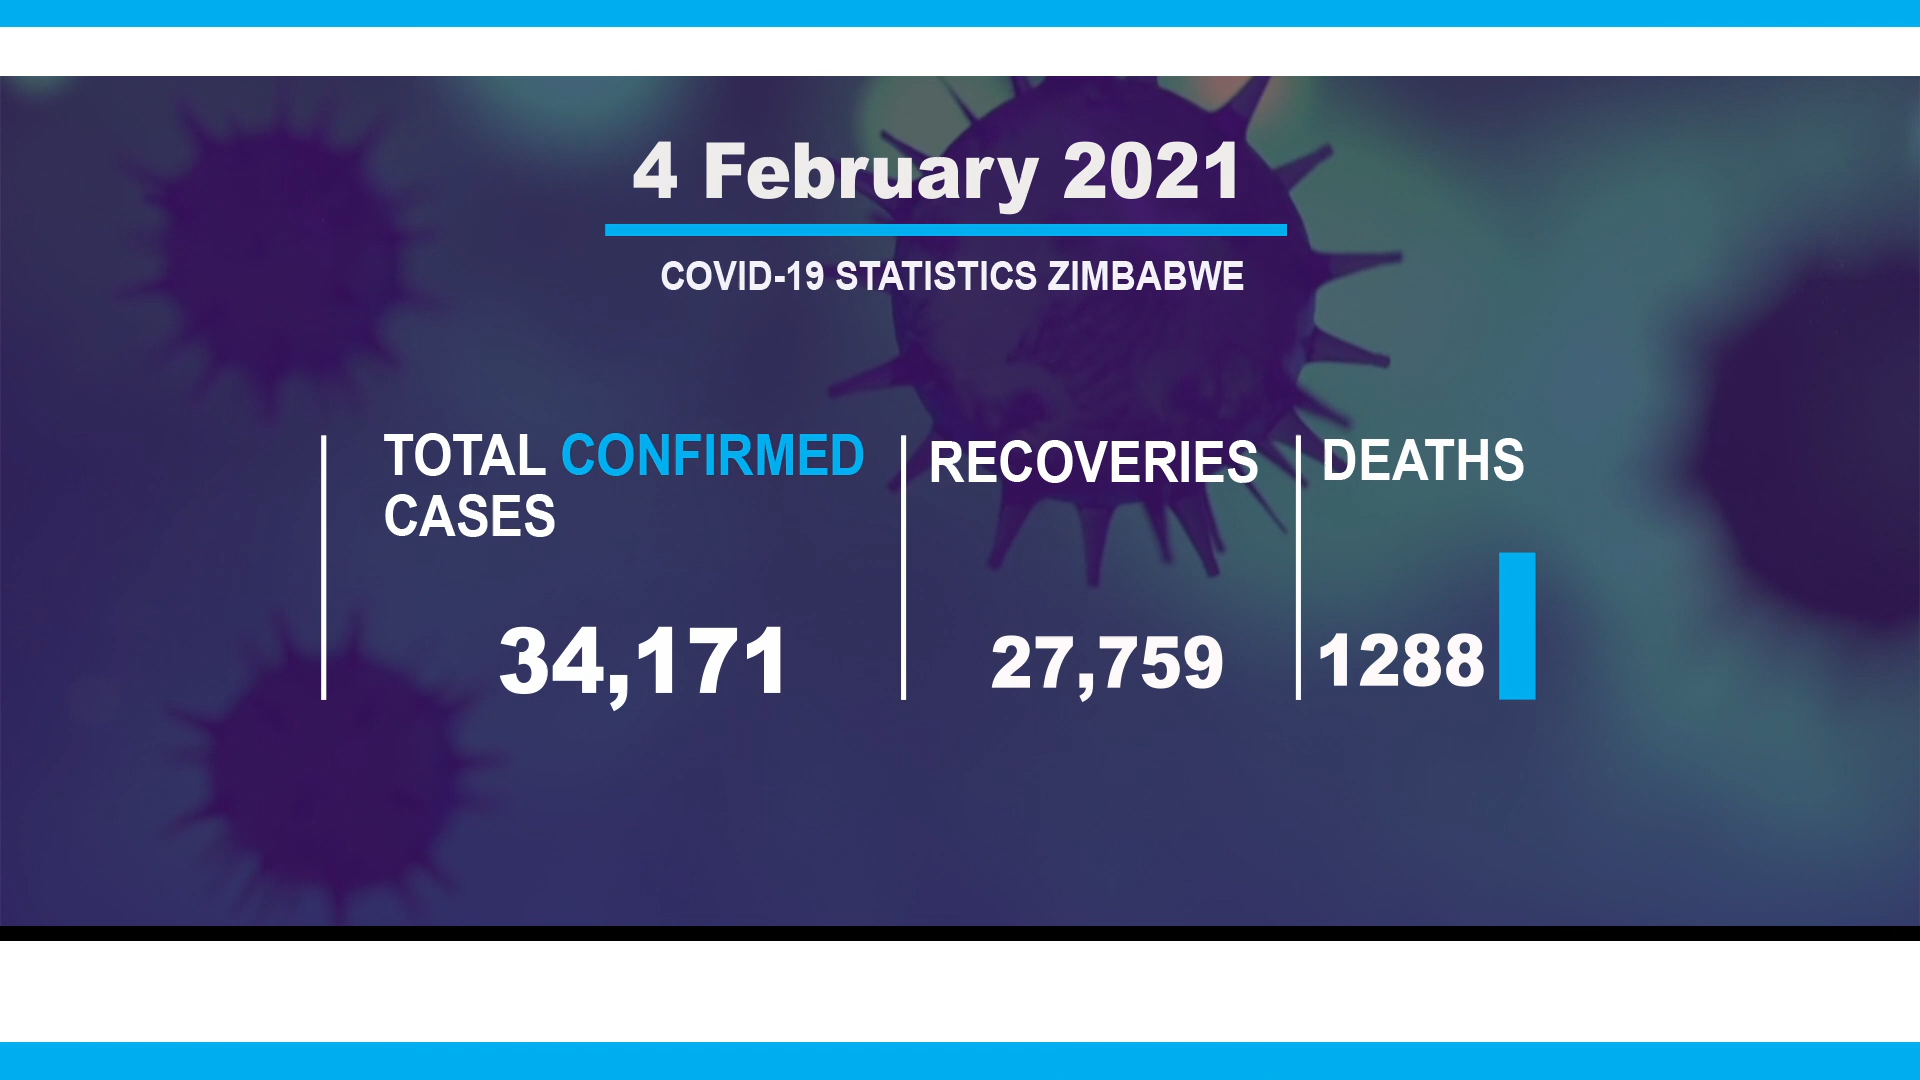 4 February 2021
COVID-19 STATISTICS ZIMBABWE
TOTAL CONFIRMED
CASES
34,171
RECOVERIES
27,759
DEATHS
1288